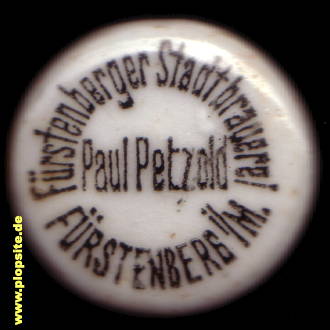 Fürstenberger Stadtbrauerei
Paul Petzold
FÜRSTENBERG i/M.
www.plopsite.de